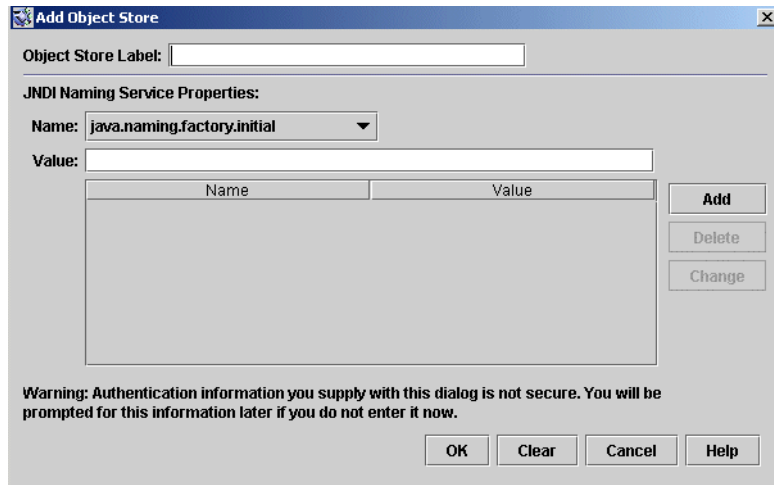 Add Object Store
Object Store Label:
JNDI Naming Service Properties:
Name: java.naming.factory.initial
Value:
Name Value
Add
Delete
Change
Warning: Authentication information you supply with this dialog is not secure. You will be
prompted for this information later if you do not enter it now.
OK Clear Cancel Help